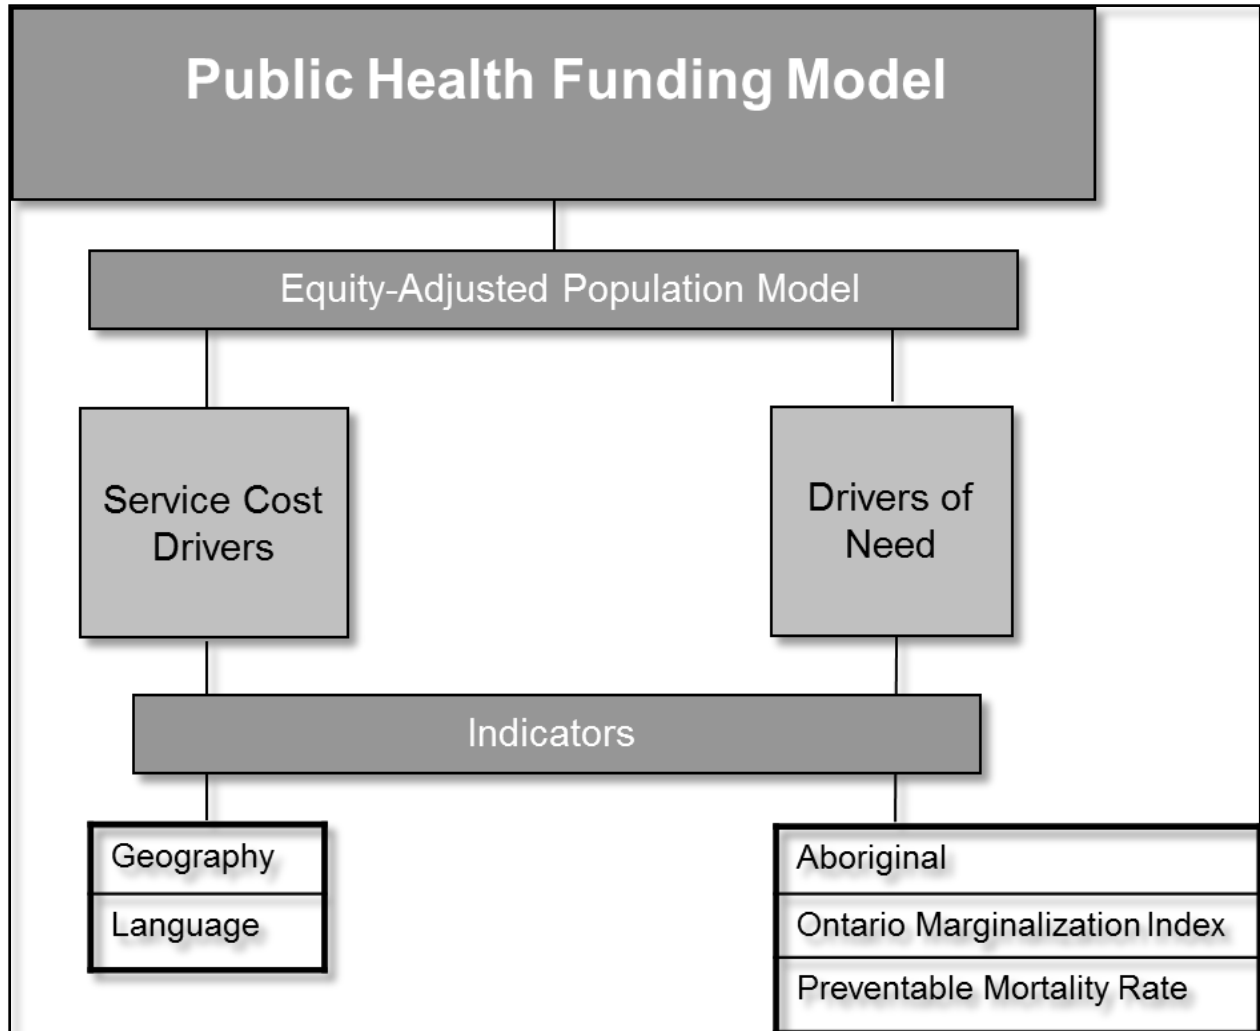 Public Health Funding Model
Equity-Adjusted Population Model
Service Cost
Drivers
Drivers of
Need
Indicators
Geography
Language
Aboriginal
Ontario Marginalization Index
Preventable Mortality Rate